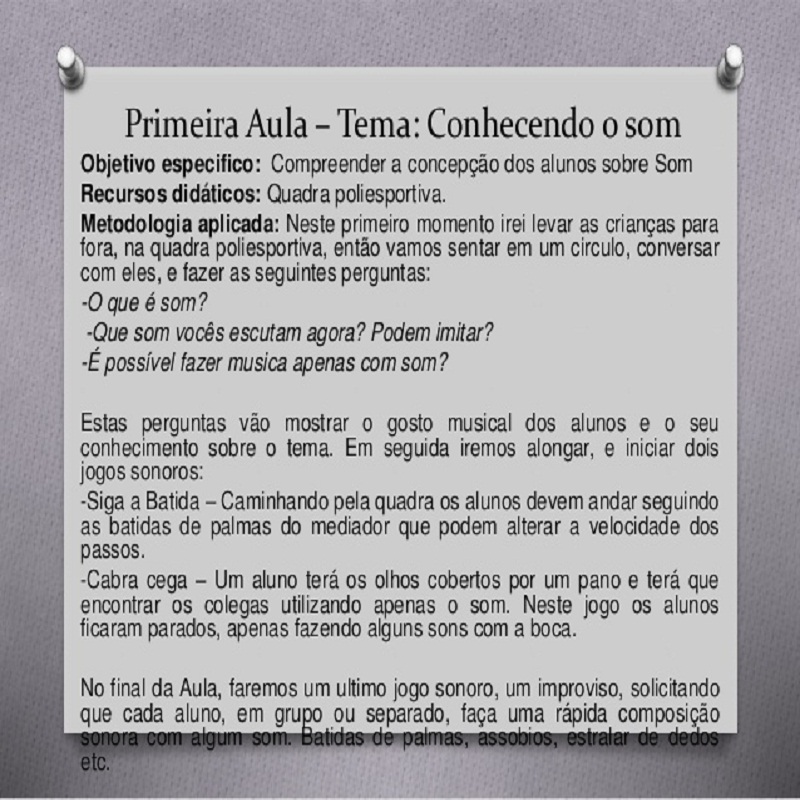 Primeira Aula – Tema: Conhecendo o som
Objetivo especifico: Compreender a concepção dos alunos sobre Som
Recursos didáticos: Quadra poliesportiva.
Metodologia aplicada: Neste primeiro momento irei levar as crianças para
fora, na quadra poliesportiva, então vamos sentar em um circulo, conversar
com eles, e fazer as seguintes perguntas:
-O que é som?
-Que som vocês escutam agora? Podem imitar?
-É possível fazer musica apenas com som?
Estas perguntas vão mostrar o gosto musical dos alunos e o seu
conhecimento sobre o tema. Em seguida iremos alongar, e iniciar dois
jogos sonoros:
-Siga a Batida – Caminhando pela quadra os alunos devem andar seguindo
as batidas de palmas do mediador que podem alterar a velocidade dos
passos.
-Cabra cega – Um aluno terá os olhos cobertos por um pano e terá que
encontrar os colegas utilizando apenas o som. Neste jogo os alunos
ficaram parados, apenas fazendo alguns sons com a boca.
No final da Aula, faremos um ultimo jogo sonoro, um improviso, solicitando
que cada aluno, em grupo ou separado, faça uma rápida composição
sonora com algum som. Batidas de palmas, assobios, estralar de dedos
etc.